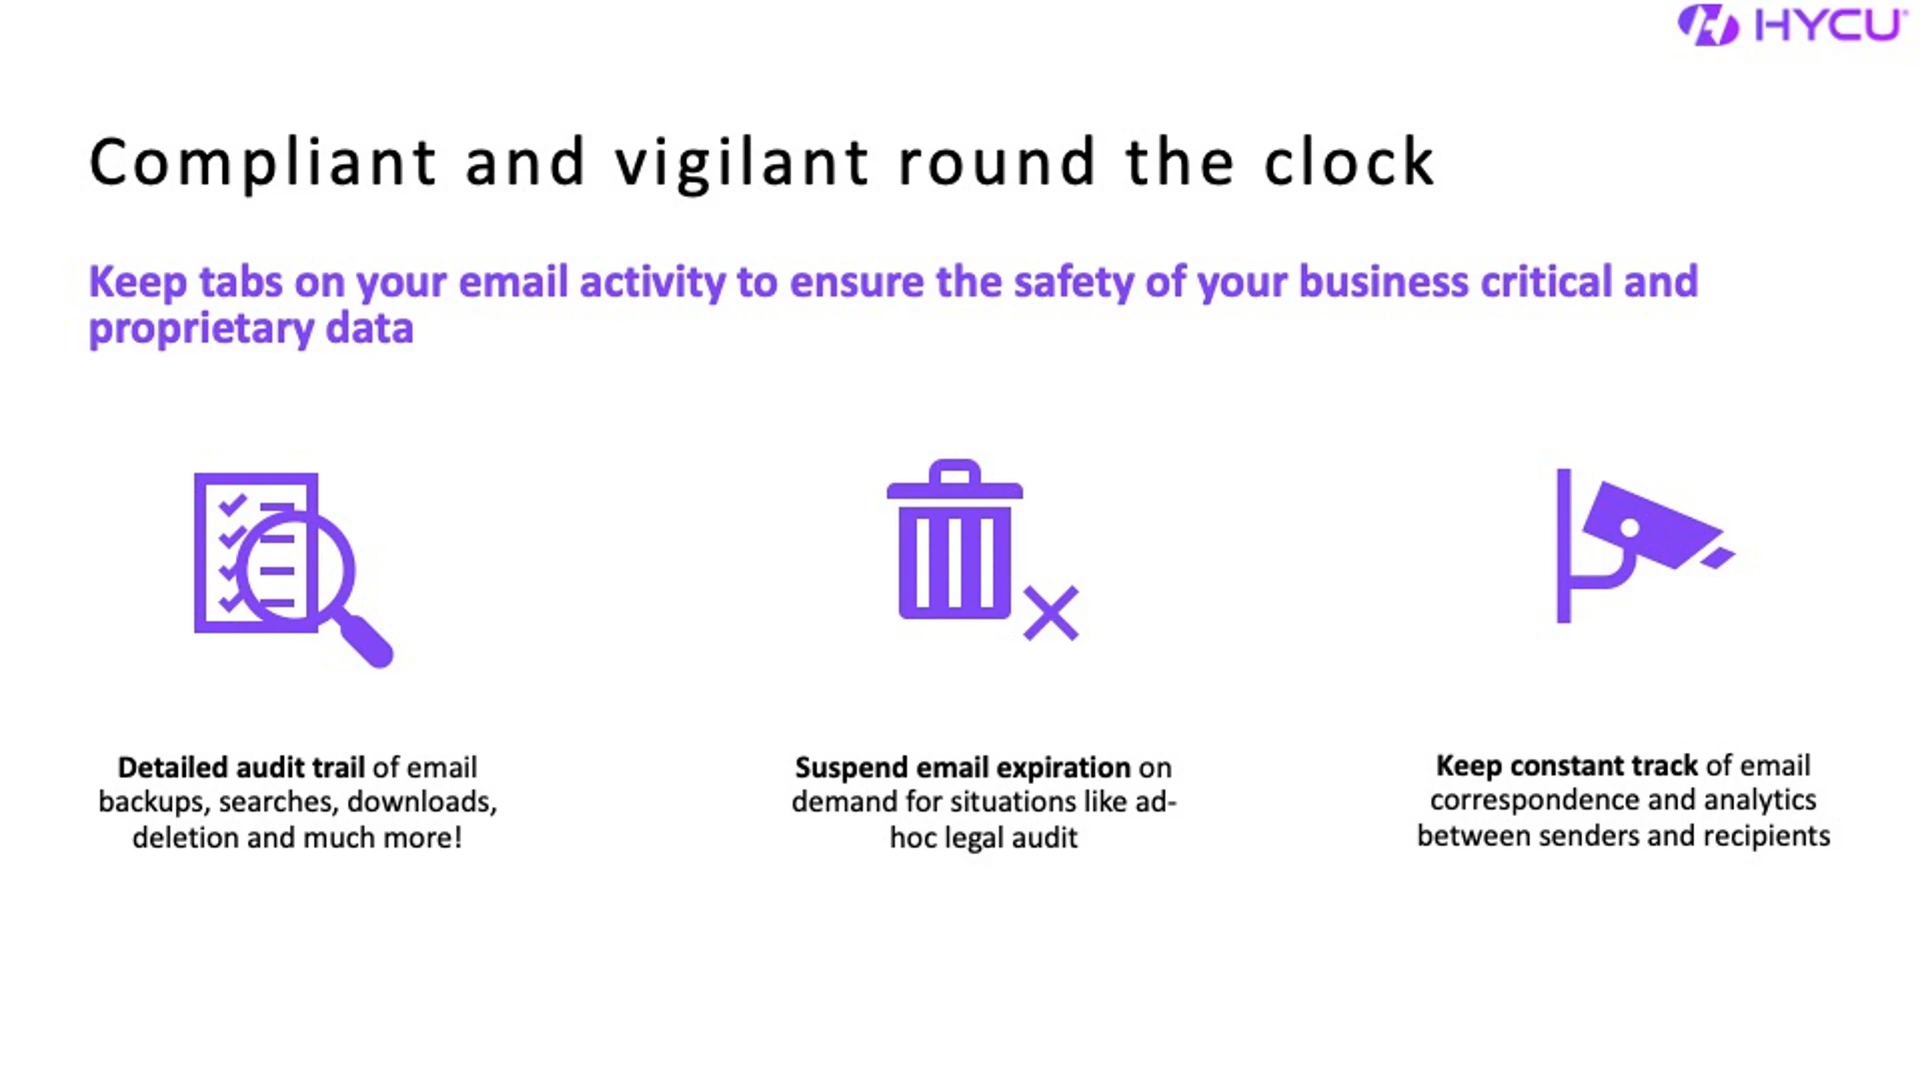 HYCU
Compliant and vigilant round the clock
Keep tabs on your email activity to ensure the safety of your business critical and
proprietary data
Detailed audit trail of email
backups, searches, downloads,
deletion and much more!
Suspend email expiration on
demand for situations like ad-
hoc legal audit
Keep constant track of email
correspondence and analytics
between senders and recipients